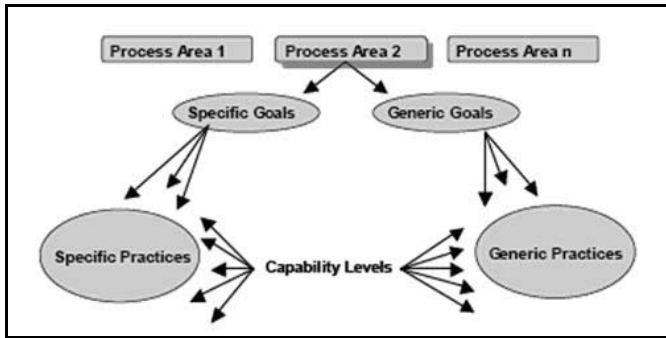 Process Area 1
Process Area 2
Process Area n
Specific Goals
Generic Goals
Specific Practices
Capability Levels
Generic Practices